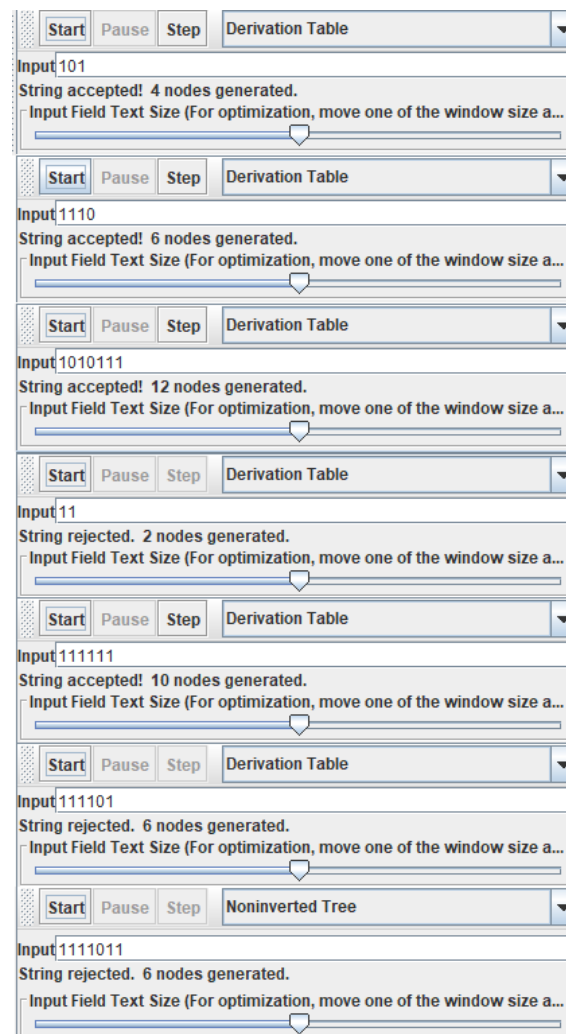 Start Pause Step Derivation Table
Input 101
String accepted! 4 nodes generated.
Input Field Text Size (For optimization, move one of the window size a...
Start Pause Step Derivation Table
Input 1110
String accepted! 6 nodes generated.
Input Field Text Size (For optimization, move one of the window size a...
Start Pause Step Derivation Table
Input 1010111
String accepted! 12 nodes generated.
Input Field Text Size (For optimization, move one of the window size a...
Start Pause Step Derivation Table
Input 11
String rejected. 2 nodes generated.
Input Field Text Size (For optimization, move one of the window size a...
Start Pause Step Derivation Table
Input 111111
String accepted! 10 nodes generated.
Input Field Text Size (For optimization, move one of the window size a...
Start Pause Step Derivation Table
Input 111101
String rejected. 6 nodes generated.
Input Field Text Size (For optimization, move one of the window size a...
Start Pause Step Noninverted Tree
Input 1111011
String rejected. 6 nodes generated.
Input Field Text Size (For optimization, move one of the window size a...